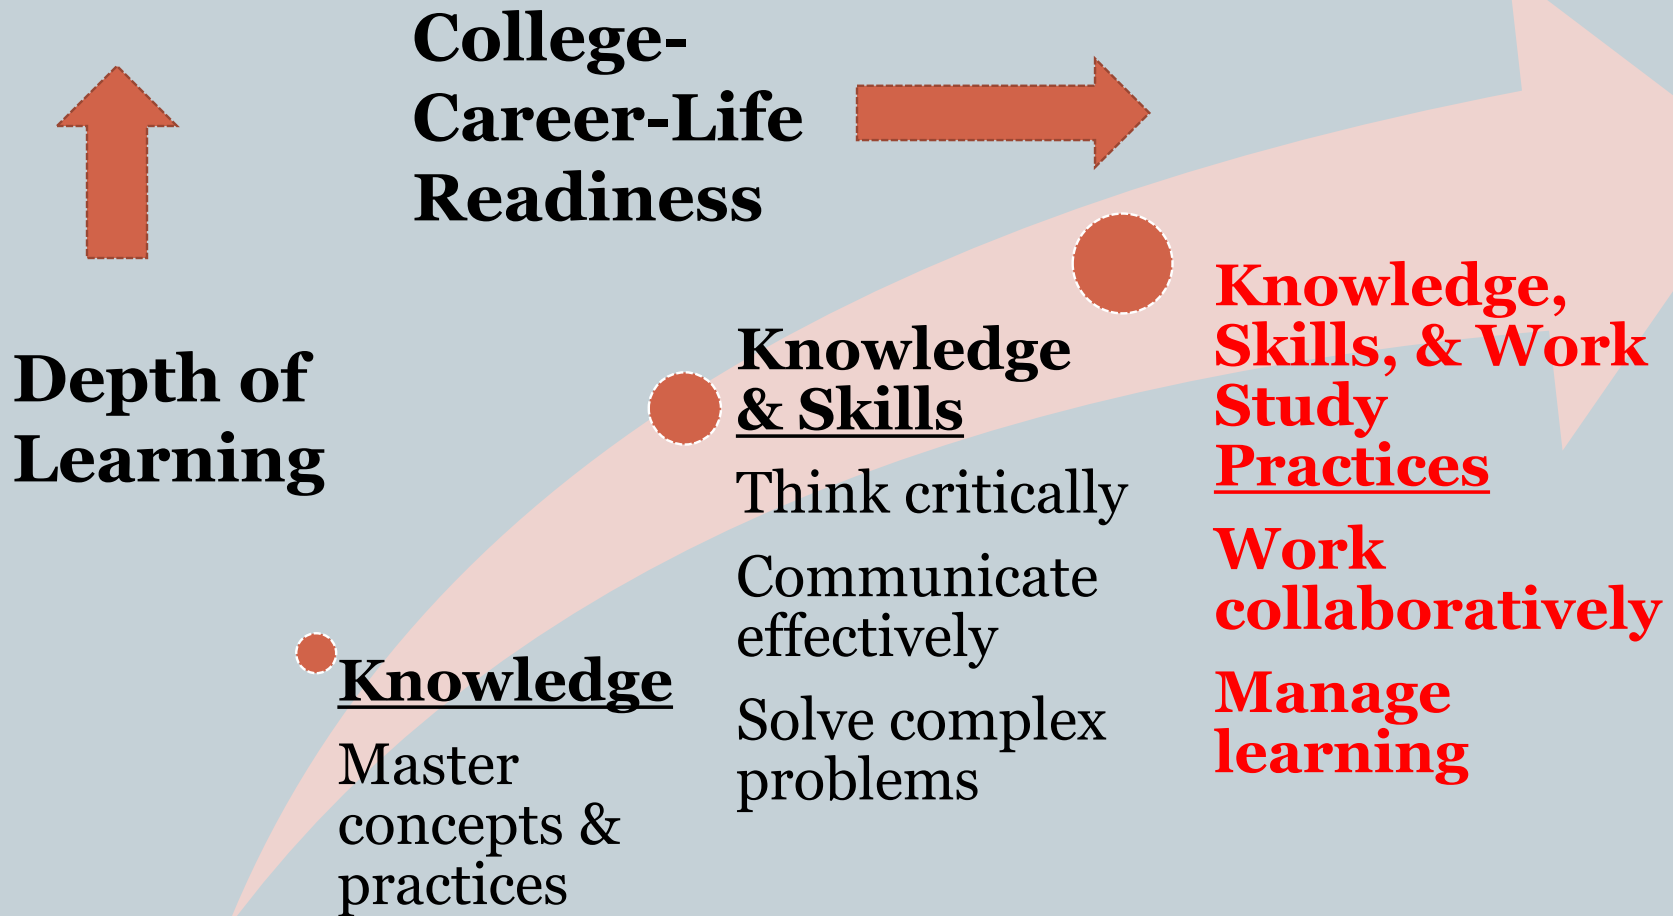 College-
Career-Life
Readiness
Depth of
Learning
Knowledge
Master
concepts &
practices
Knowledge
& Skills
Think critically
Communicate
effectively
Solve complex
problems
Knowledge,
Skills, & Work
Study
Practices
Work
collaboratively
Manage
learning